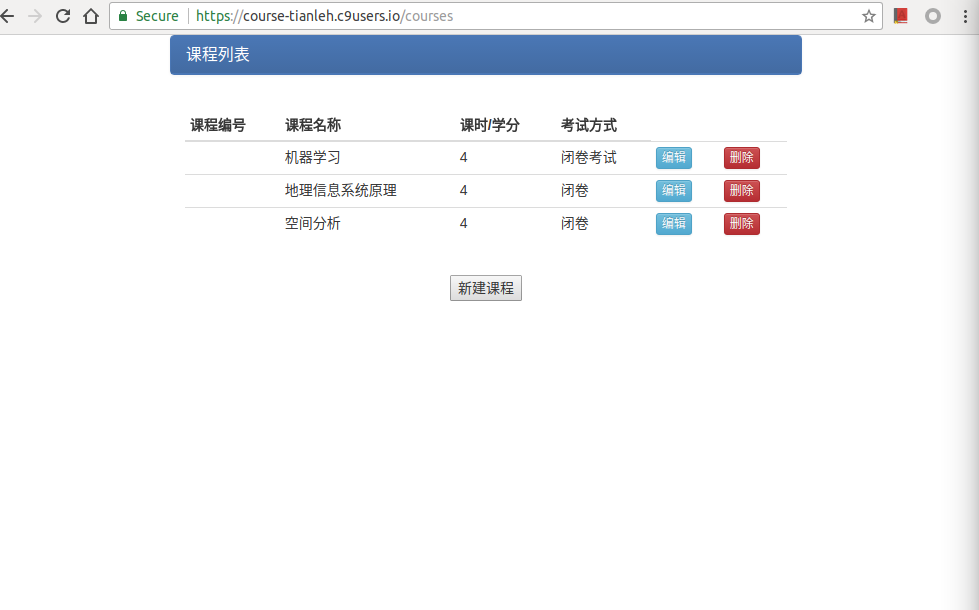 Secure https://course-tianleh.c9users.io/courses
课程列表
课程编号 课程名称 课时/学分 考试方式
机器学习 4 闭卷考试 编辑 删除
地理信息系统原理 4 闭卷 编辑 删除
空间分析 4 闭卷 编辑 删除
新建课程